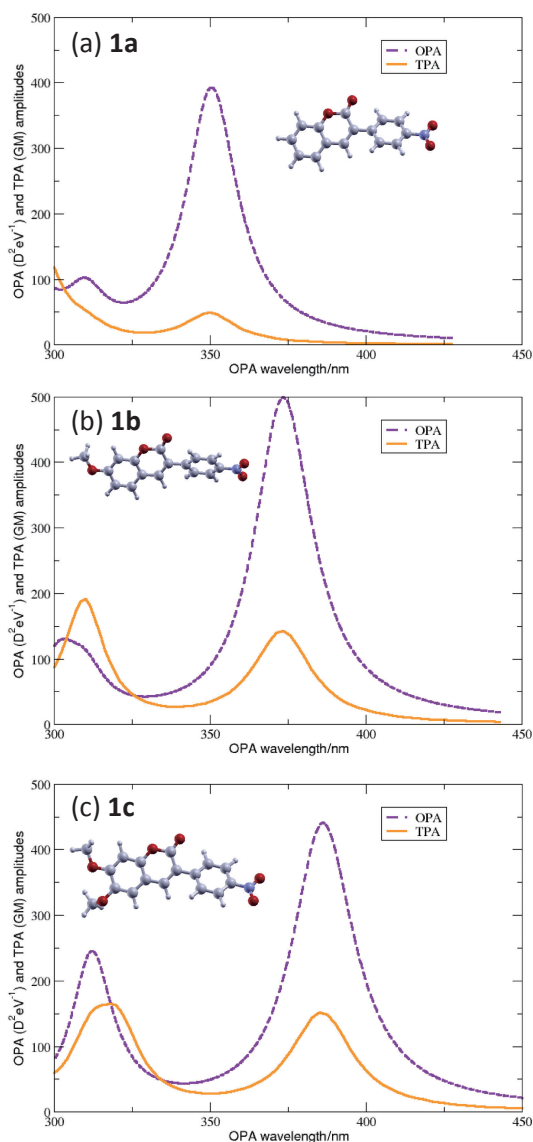 (a) 1a
OPA
TPA
OPA (D²eV⁻¹) and TPA (GM) amplitudes
500
400
300
200
100
0
300
350
400
450
OPA wavelength/nm
(b) 1b
OPA
TPA
OPA (D²eV⁻¹) and TPA (GM) amplitudes
500
400
300
200
100
0
300
350
400
450
OPA wavelength/nm
(c) 1c
OPA
TPA
OPA (D²eV⁻¹) and TPA (GM) amplitudes
500
400
300
200
100
0
300
350
400
450
OPA wavelength/nm